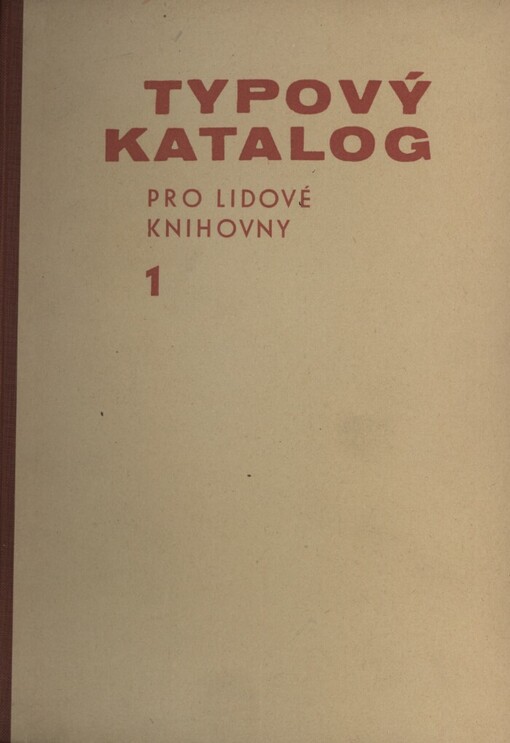 TYPOVÝ
KATALOG
PRO LIDOVÉ
KNIHOVNY
1